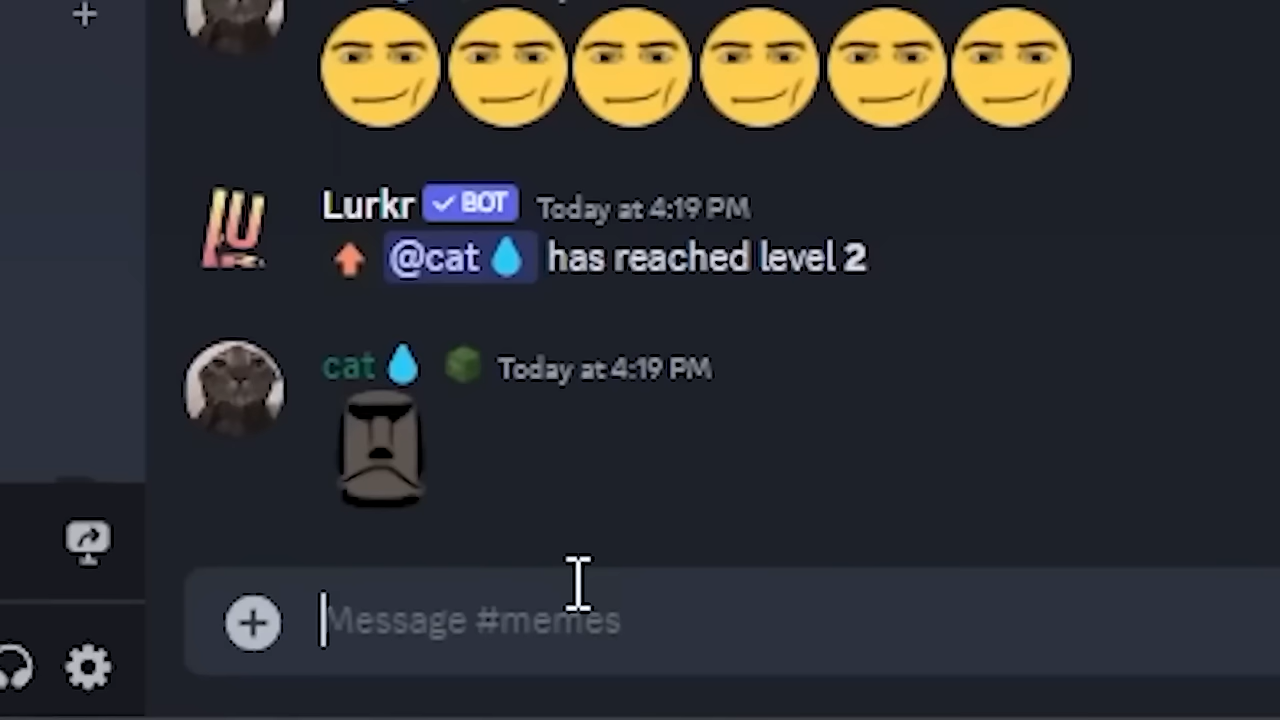 Lurkr ✓ BOT Today at 4:19 PM
@cat💧 has reached level 2
cat💧 Today at 4:19 PM
Message #memes